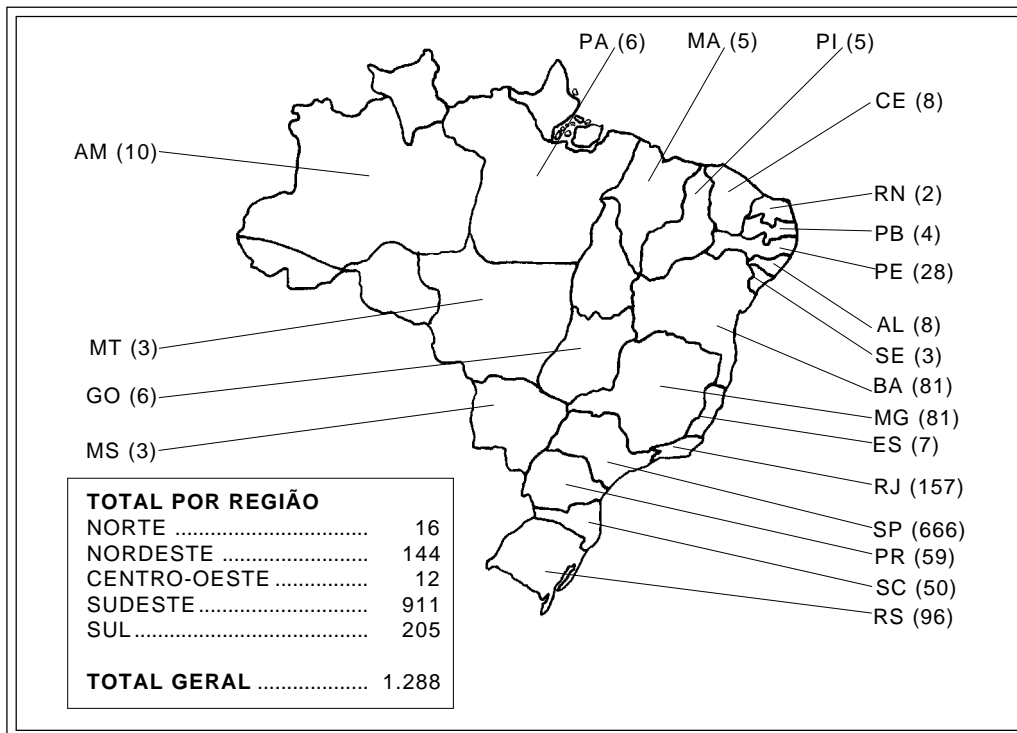 PA (6)
MA (5)
PI (5)
CE (8)
AM (10)
RN (2)
PB (4)
PE (28)
AL (8)
MT (3)
SE (3)
BA (81)
GO (6)
MG (81)
ES (7)
MS (3)
RJ (157)
SP (666)
PR (59)
SC (50)
RS (96)
TOTAL POR REGIÃO
NORTE ................................. 16
NORDESTE ......................... 144
CENTRO-OESTE ................ 12
SUDESTE ............................. 911
SUL ........................................ 205
TOTAL GERAL ................... 1.288